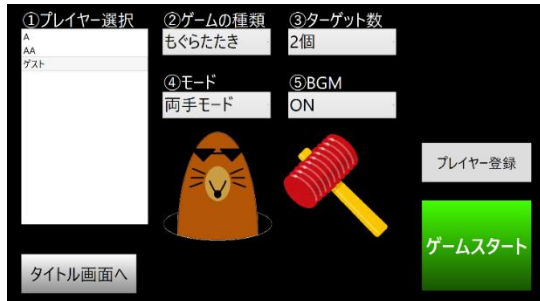 ①プレイヤー選択
A
AA
ゲスト
②ゲームの種類
もぐらたたき
③ターゲット数
2個
④モード
両手モード
⑤BGM
ON
プレイヤー登録
ゲームスタート
タイトル画面へ